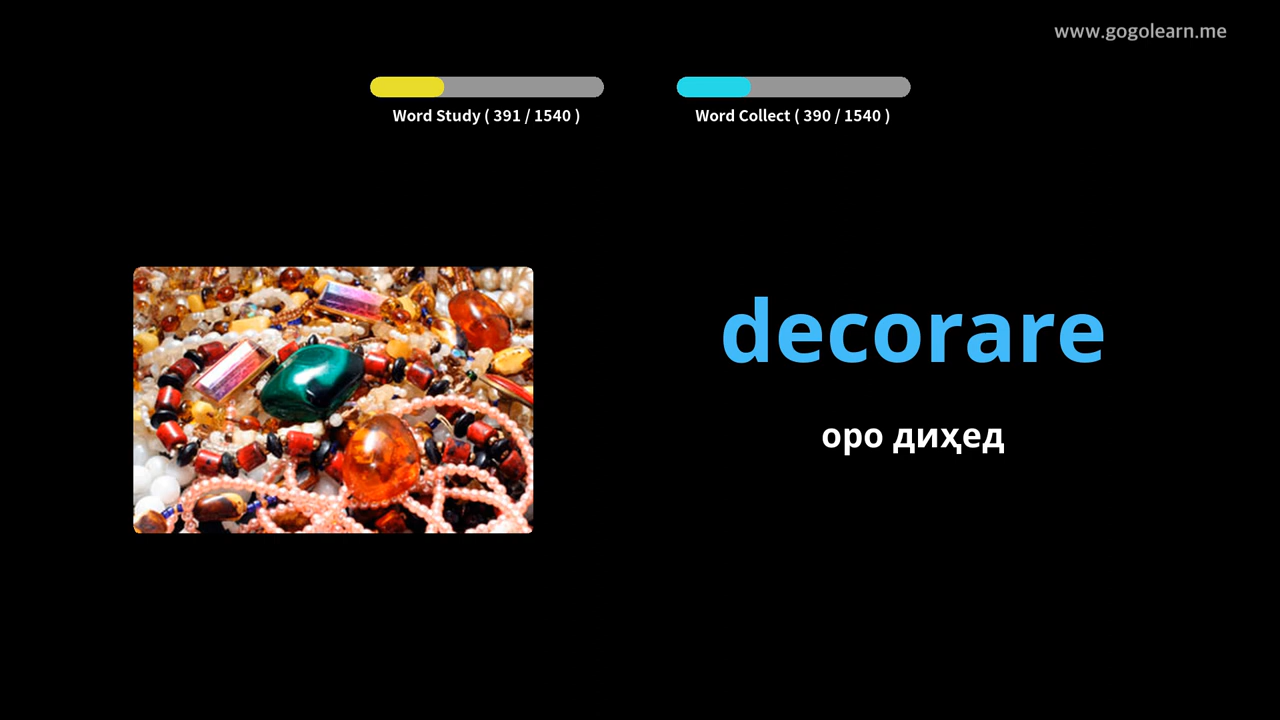 www.gogolearn.me
Word Study ( 391 / 1540 )
Word Collect ( 390 / 1540 )
decorare
оро диҳед